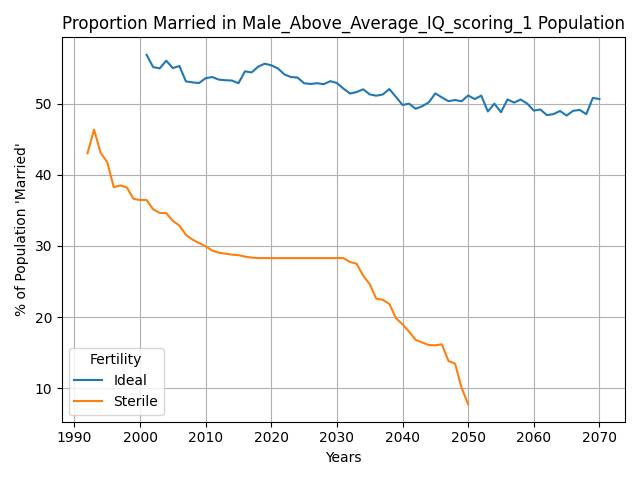 Proportion Married in Male_Above_Average_IQ_scoring_1 Population
% of Population 'Married'
50
40
30
20
10
Fertility
Ideal
Sterile
1990 2000 2010 2020 2030 2040 2050 2060 2070
Years